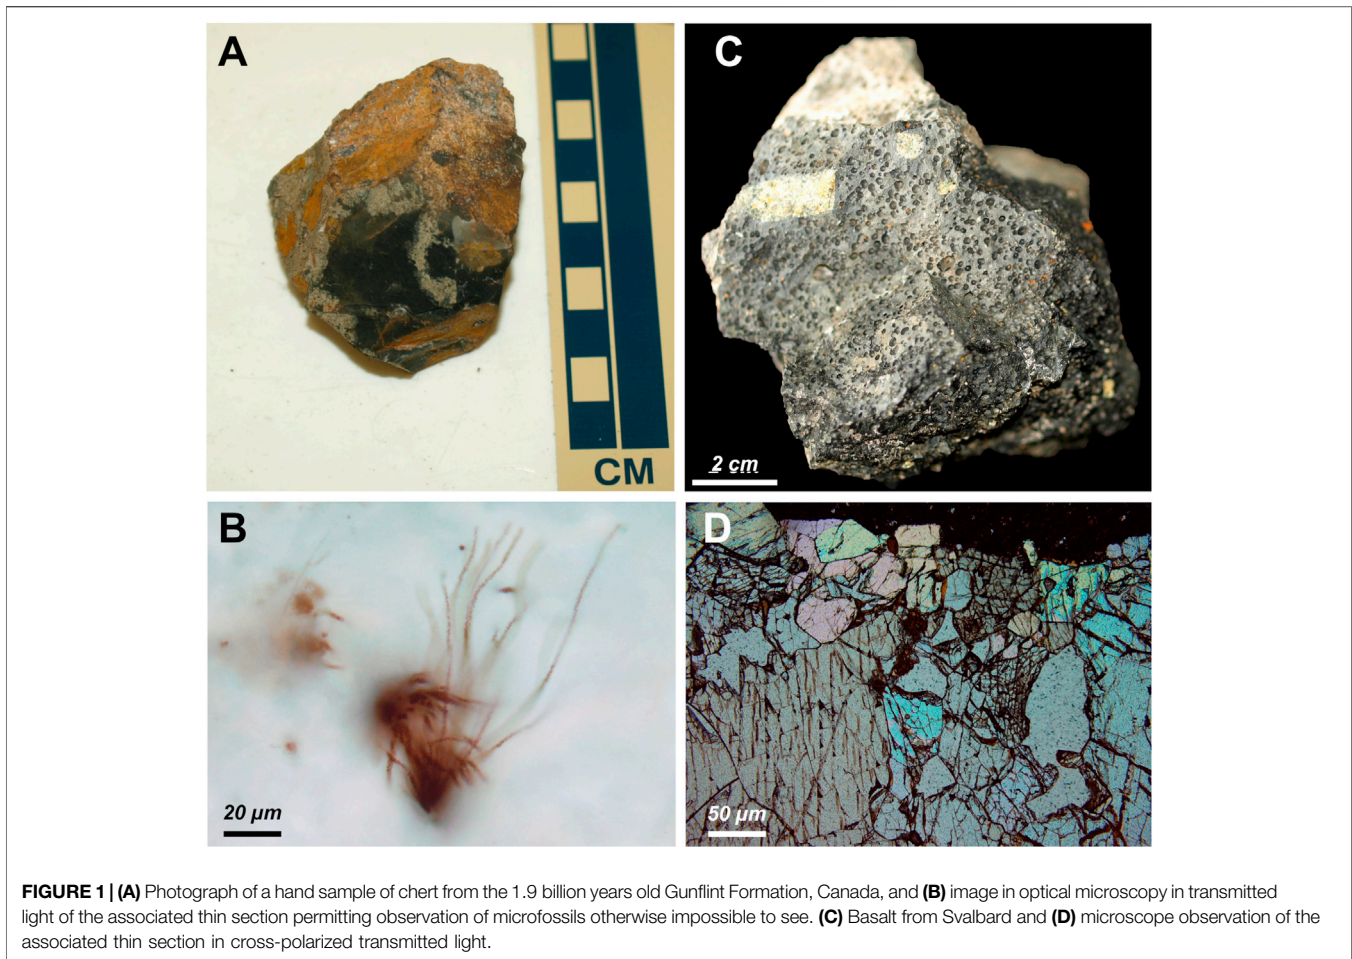 A
C
CM
2 cm
B
D
20 µm
50 µm
FIGURE 1 | (A) Photograph of a hand sample of chert from the 1.9 billion years old Gunflint Formation, Canada, and (B) image in optical microscopy in transmitted
light of the associated thin section permitting observation of microfossils otherwise impossible to see. (C) Basalt from Svalbard and (D) microscope observation of the
associated thin section in cross-polarized transmitted light.